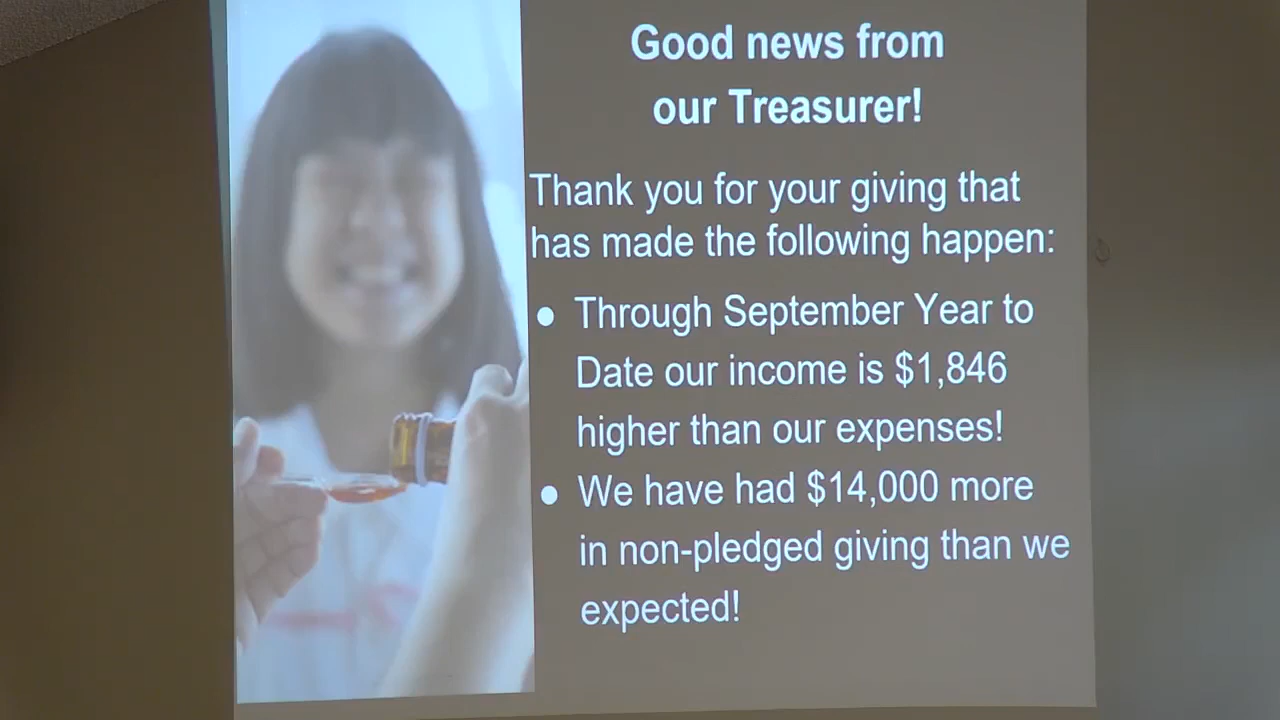 Good news from
our Treasurer!
Thank you for your giving that
has made the following happen:
● Through September Year to
Date our income is $1,846
higher than our expenses!
● We have had $14,000 more
in non-pledged giving than we
expected!